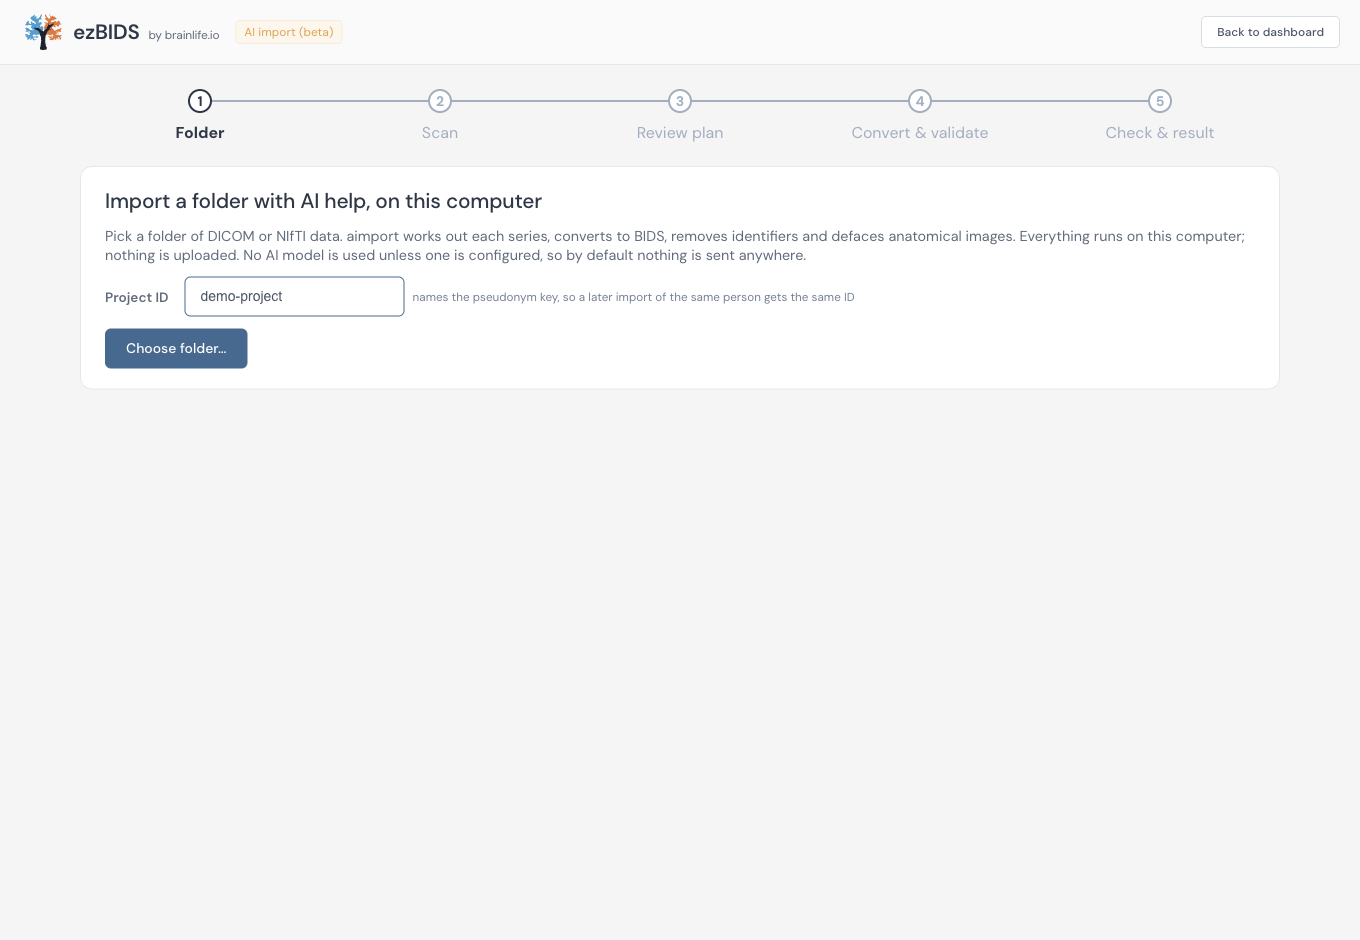 ezBIDS by brainlife.io AI import (beta) Back to dashboard
1 2 3 4 5
Folder Scan Review plan Convert & validate Check & result
Import a folder with AI help, on this computer
Pick a folder of DICOM or NIfTI data. aimport works out each series, converts to BIDS, removes identifiers and defaces anatomical images. Everything runs on this computer;
nothing is uploaded. No AI model is used unless one is configured, so by default nothing is sent anywhere.
Project ID demo-project names the pseudonym key, so a later import of the same person gets the same ID
Choose folder...